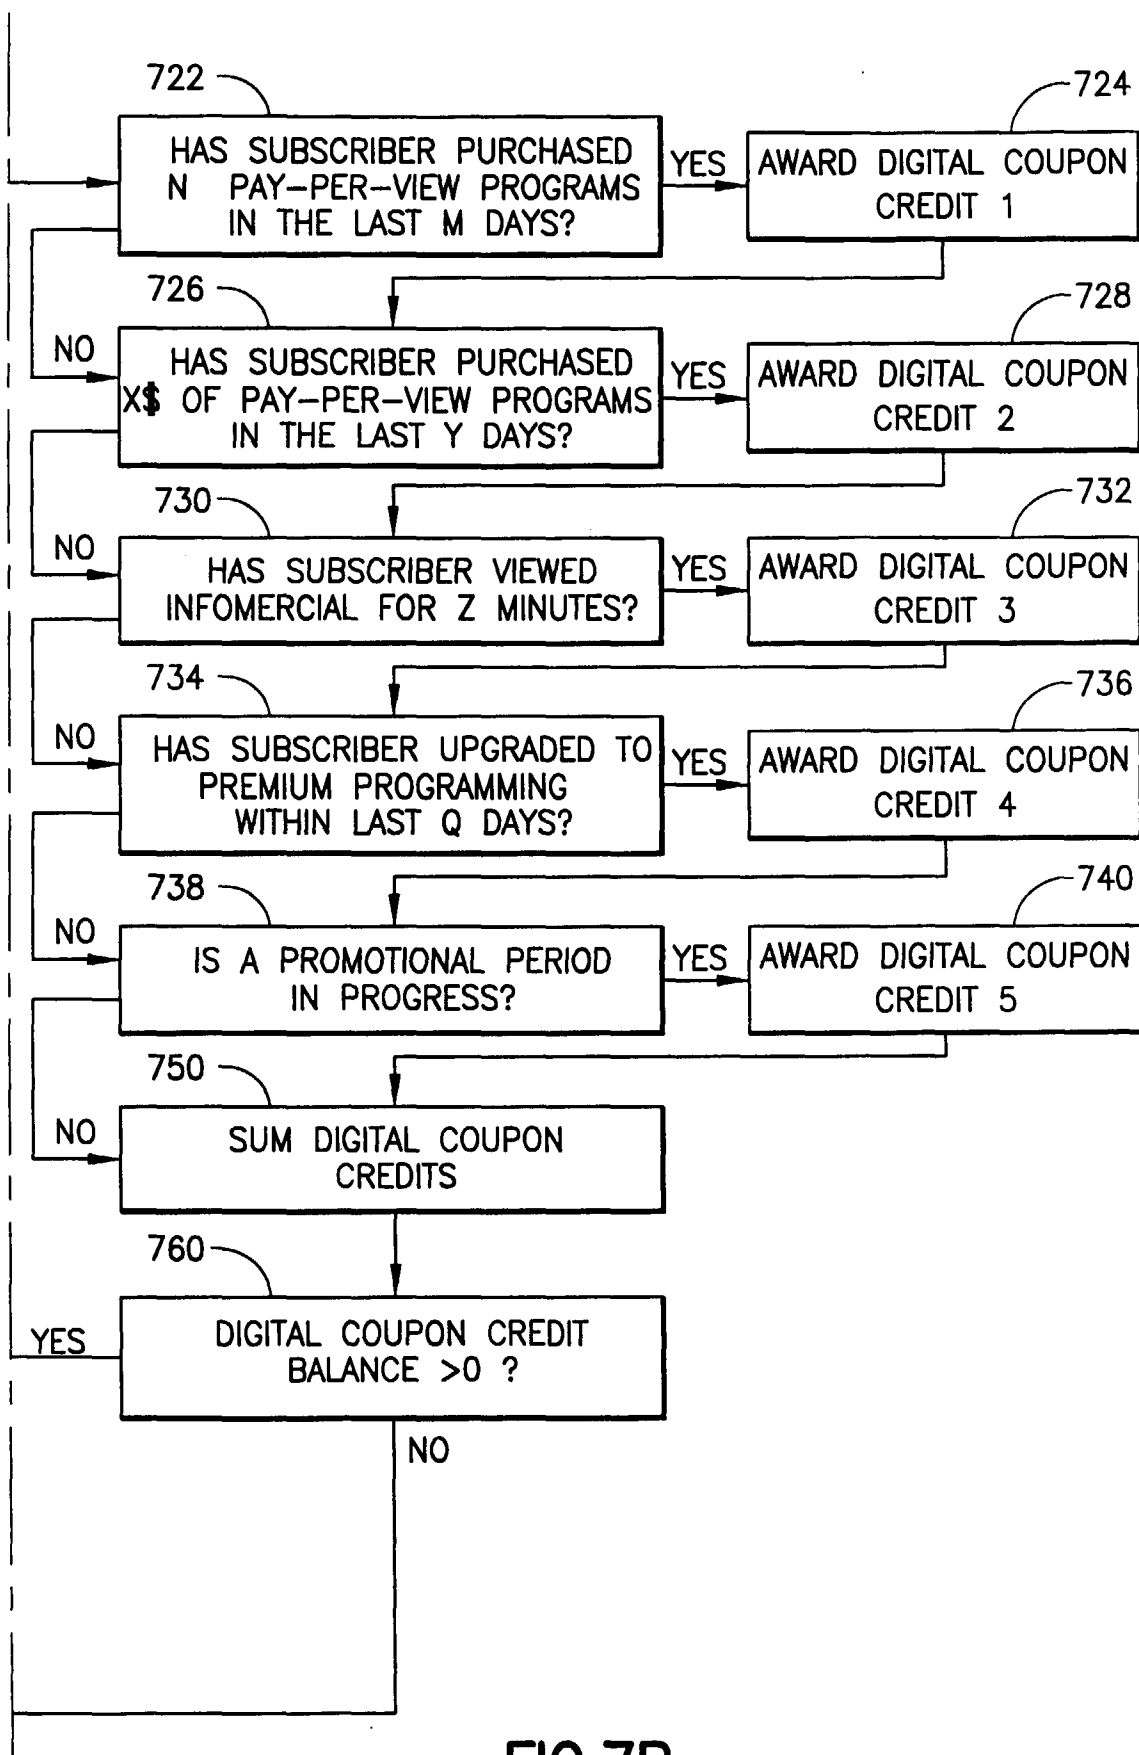 722
724
HAS SUBSCRIBER PURCHASED
N PAY-PER-VIEW PROGRAMS
IN THE LAST M DAYS?
YES
AWARD DIGITAL COUPON
CREDIT 1
726
728
NO
HAS SUBSCRIBER PURCHASED
X$ OF PAY-PER-VIEW PROGRAMS
IN THE LAST Y DAYS?
YES
AWARD DIGITAL COUPON
CREDIT 2
730
732
NO
HAS SUBSCRIBER VIEWED
INFOMERCIAL FOR Z MINUTES?
YES
AWARD DIGITAL COUPON
CREDIT 3
734
736
NO
HAS SUBSCRIBER UPGRADED TO
PREMIUM PROGRAMMING
WITHIN LAST Q DAYS?
YES
AWARD DIGITAL COUPON
CREDIT 4
738
740
NO
IS A PROMOTIONAL PERIOD
IN PROGRESS?
YES
AWARD DIGITAL COUPON
CREDIT 5
750
NO
SUM DIGITAL COUPON
CREDITS
760
YES
DIGITAL COUPON CREDIT
BALANCE >0 ?
NO